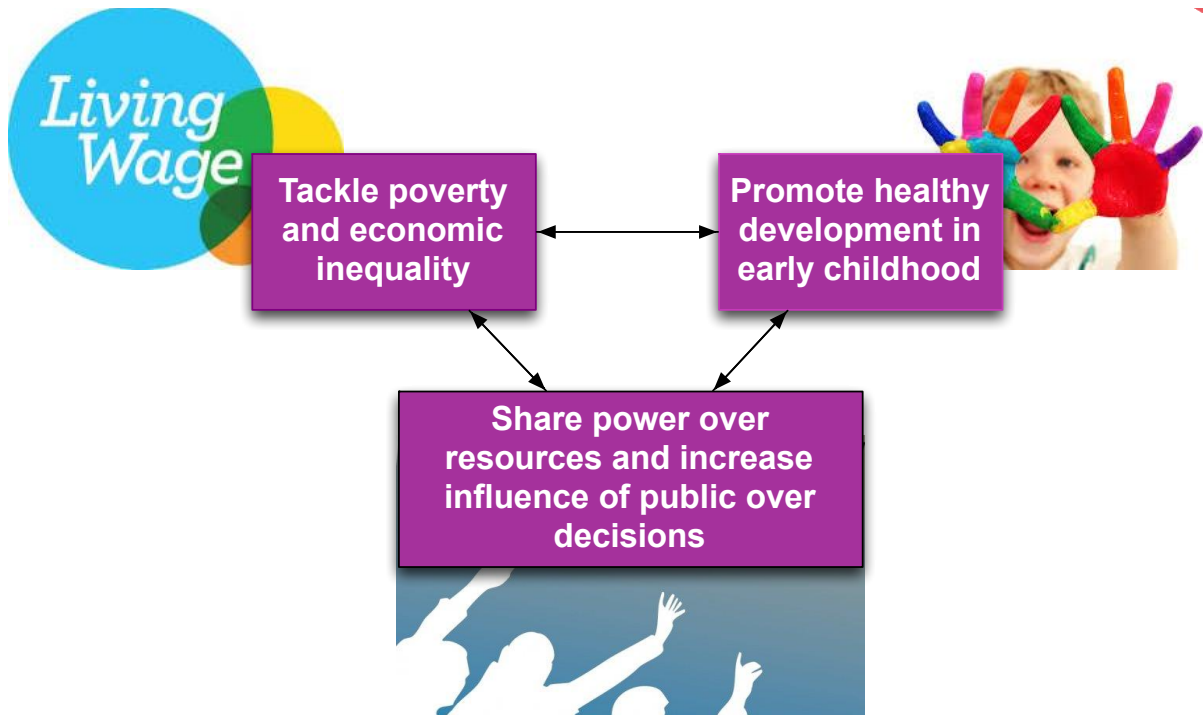 Living
Wage
Tackle poverty
and economic
inequality
Promote healthy
development in
early childhood
Share power over
resources and increase
influence of public over
decisions